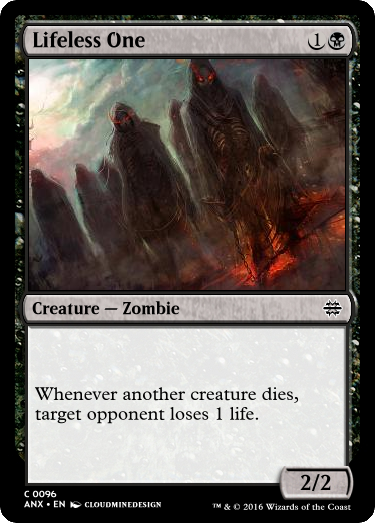 Lifeless One 1
Creature — Zombie
Whenever another creature dies,
target opponent loses 1 life.
2/2
C 0096
ANX • EN CLOUDMINEDESIGN
™ & © 2016 Wizards of the Coast